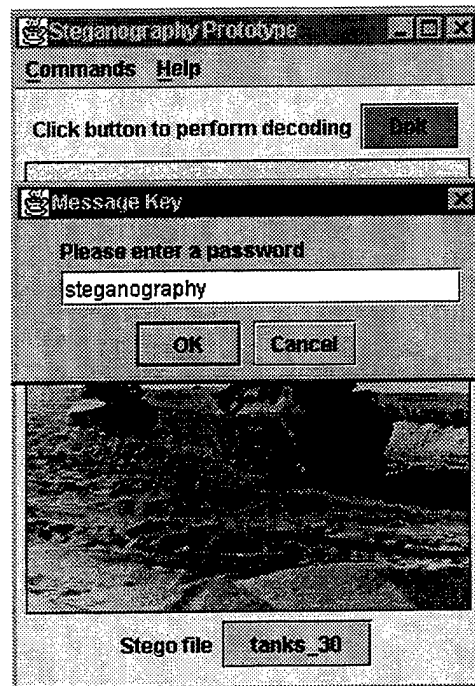 Steganography Prototype
Commands Help
Click button to perform decoding DoIt
Message Key
Please enter a password
steganography
OK Cancel
Stego file tanks_30